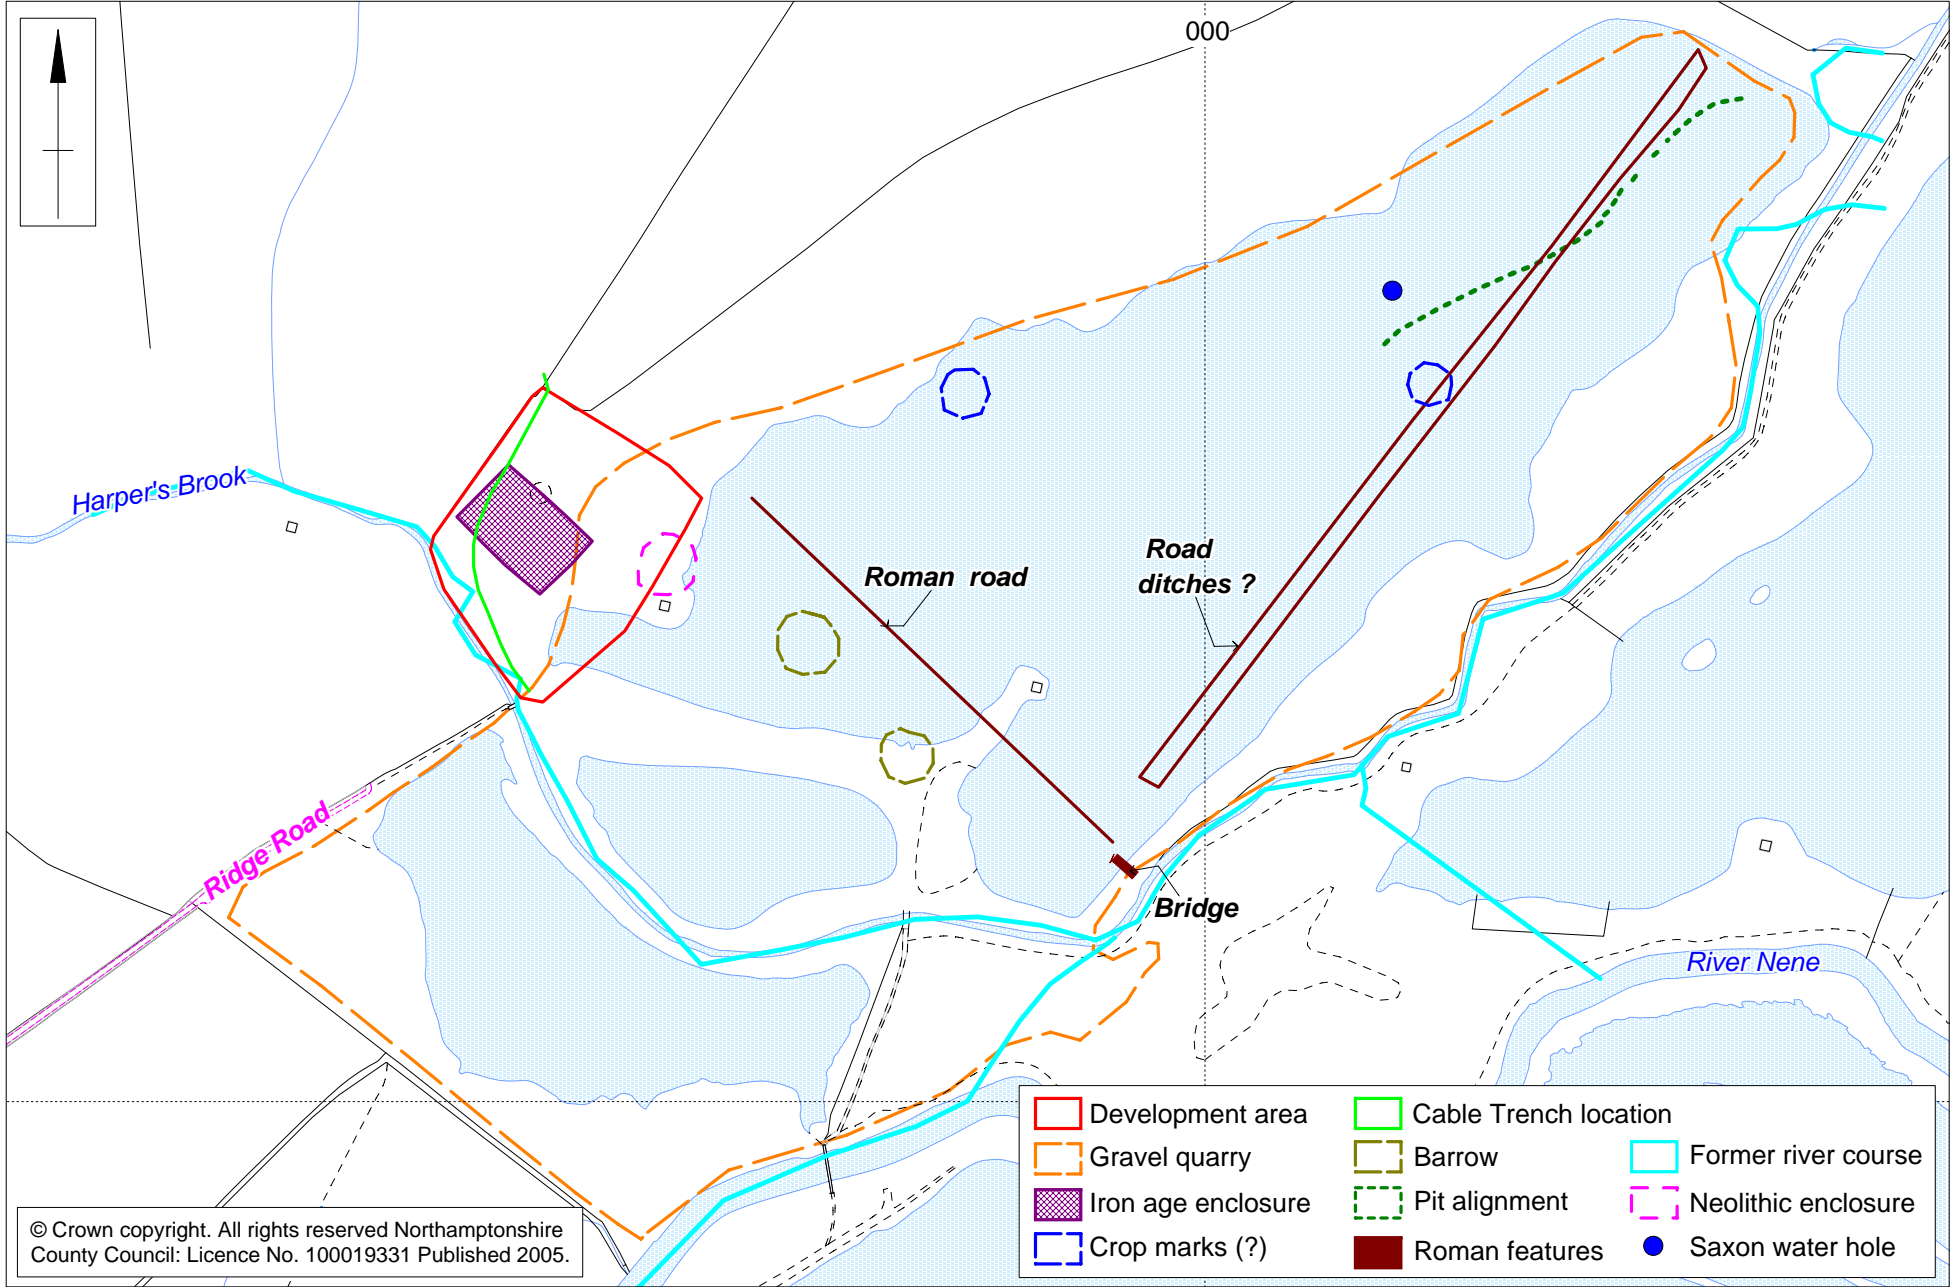 000
Harper's Brook
Roman road
Road
ditches ?
Ridge Road
Bridge
River Nene
Development area
Gravel quarry
Iron age enclosure
Crop marks (?)
Cable Trench location
Barrow
Pit alignment
Roman features
Former river course
Neolithic enclosure
Saxon water hole
© Crown copyright. All rights reserved Northamptonshire
County Council: Licence No. 100019331 Published 2005.